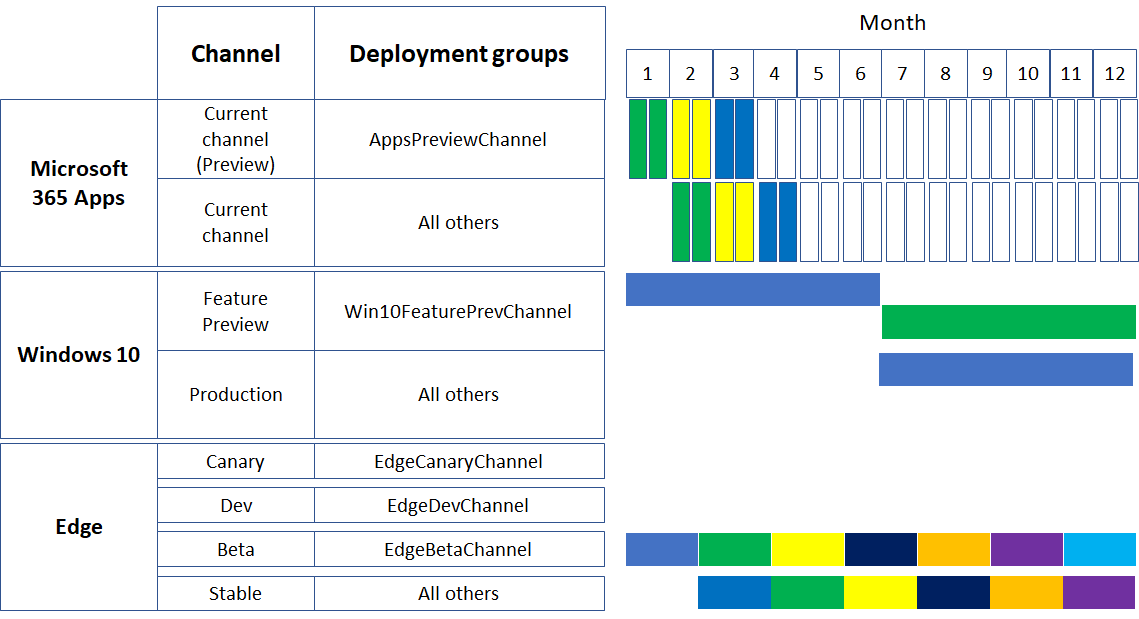 Month
Channel
Deployment groups
1 2 3 4 5 6 7 8 9 10 11 12
Microsoft
365 Apps
Current
channel
(Preview)
AppsPreviewChannel
Current
channel
All others
Windows 10
Feature
Preview
Win10FeaturePrevChannel
Production
All others
Edge
Canary
EdgeCanaryChannel
Dev
EdgeDevChannel
Beta
EdgeBetaChannel
Stable
All others